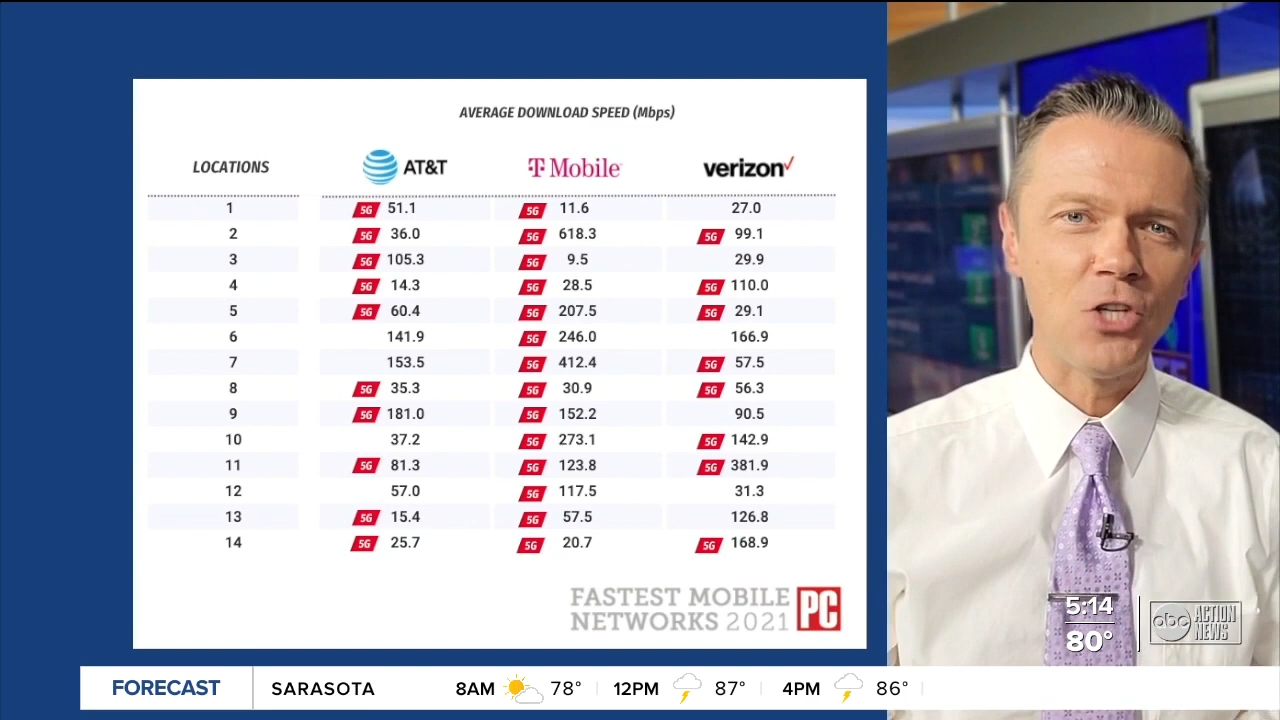 AVERAGE DOWNLOAD SPEED (Mbps)
LOCATIONS AT&T T Mobile verizon
1 5G 51.1 5G 11.6 27.0
2 5G 36.0 5G 618.3 5G 99.1
3 5G 105.3 5G 9.5 29.9
4 5G 14.3 5G 28.5 5G 110.0
5 5G 60.4 5G 207.5 5G 29.1
6 141.9 5G 246.0 166.9
7 153.5 5G 412.4 5G 57.5
8 5G 35.3 5G 30.9 5G 56.3
9 5G 181.0 5G 152.2 90.5
10 37.2 5G 273.1 5G 142.9
11 5G 81.3 5G 123.8 5G 381.9
12 57.0 5G 117.5 31.3
13 5G 15.4 5G 57.5 126.8
14 5G 25.7 5G 20.7 5G 168.9
FASTEST MOBILE
NETWORKS 2021
PC
5:14
80°
abc
ACTION
NEWS
FORECAST SARASOTA 8AM 78° 12PM 87° 4PM 86°